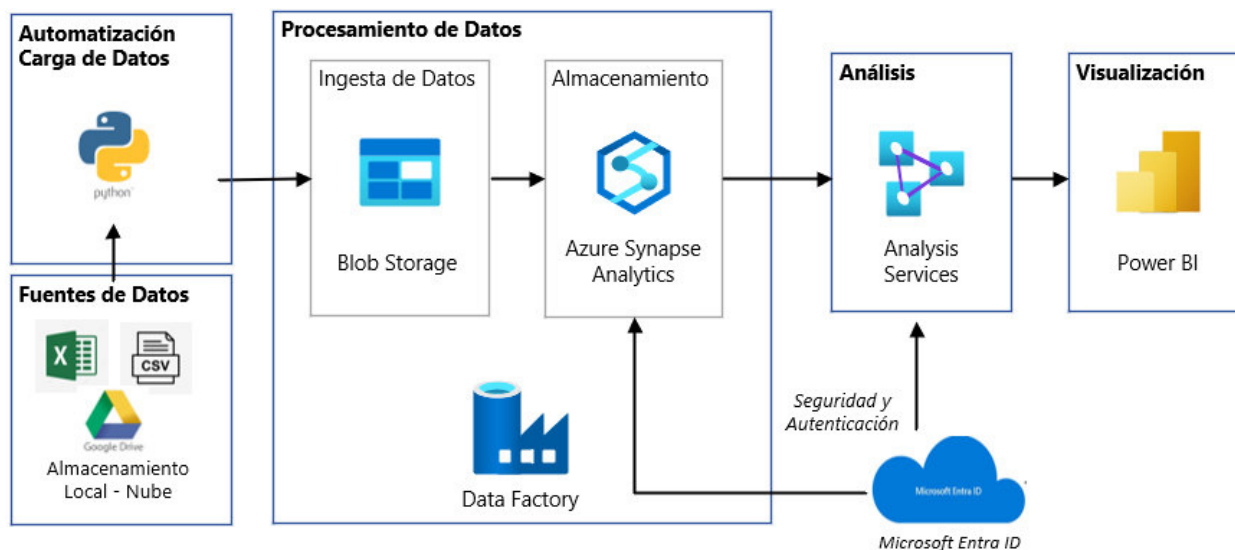 Automatización
Carga de Datos
python
Fuentes de Datos
X
CSV
Google Drive
Almacenamiento
Local - Nube
Procesamiento de Datos
Ingesta de Datos
Blob Storage
Almacenamiento
Azure Synapse
Analytics
Data Factory
Análisis
Analysis
Services
Visualización
Power BI
Seguridad y
Autenticación
Microsoft Entra ID
Microsoft Entra ID